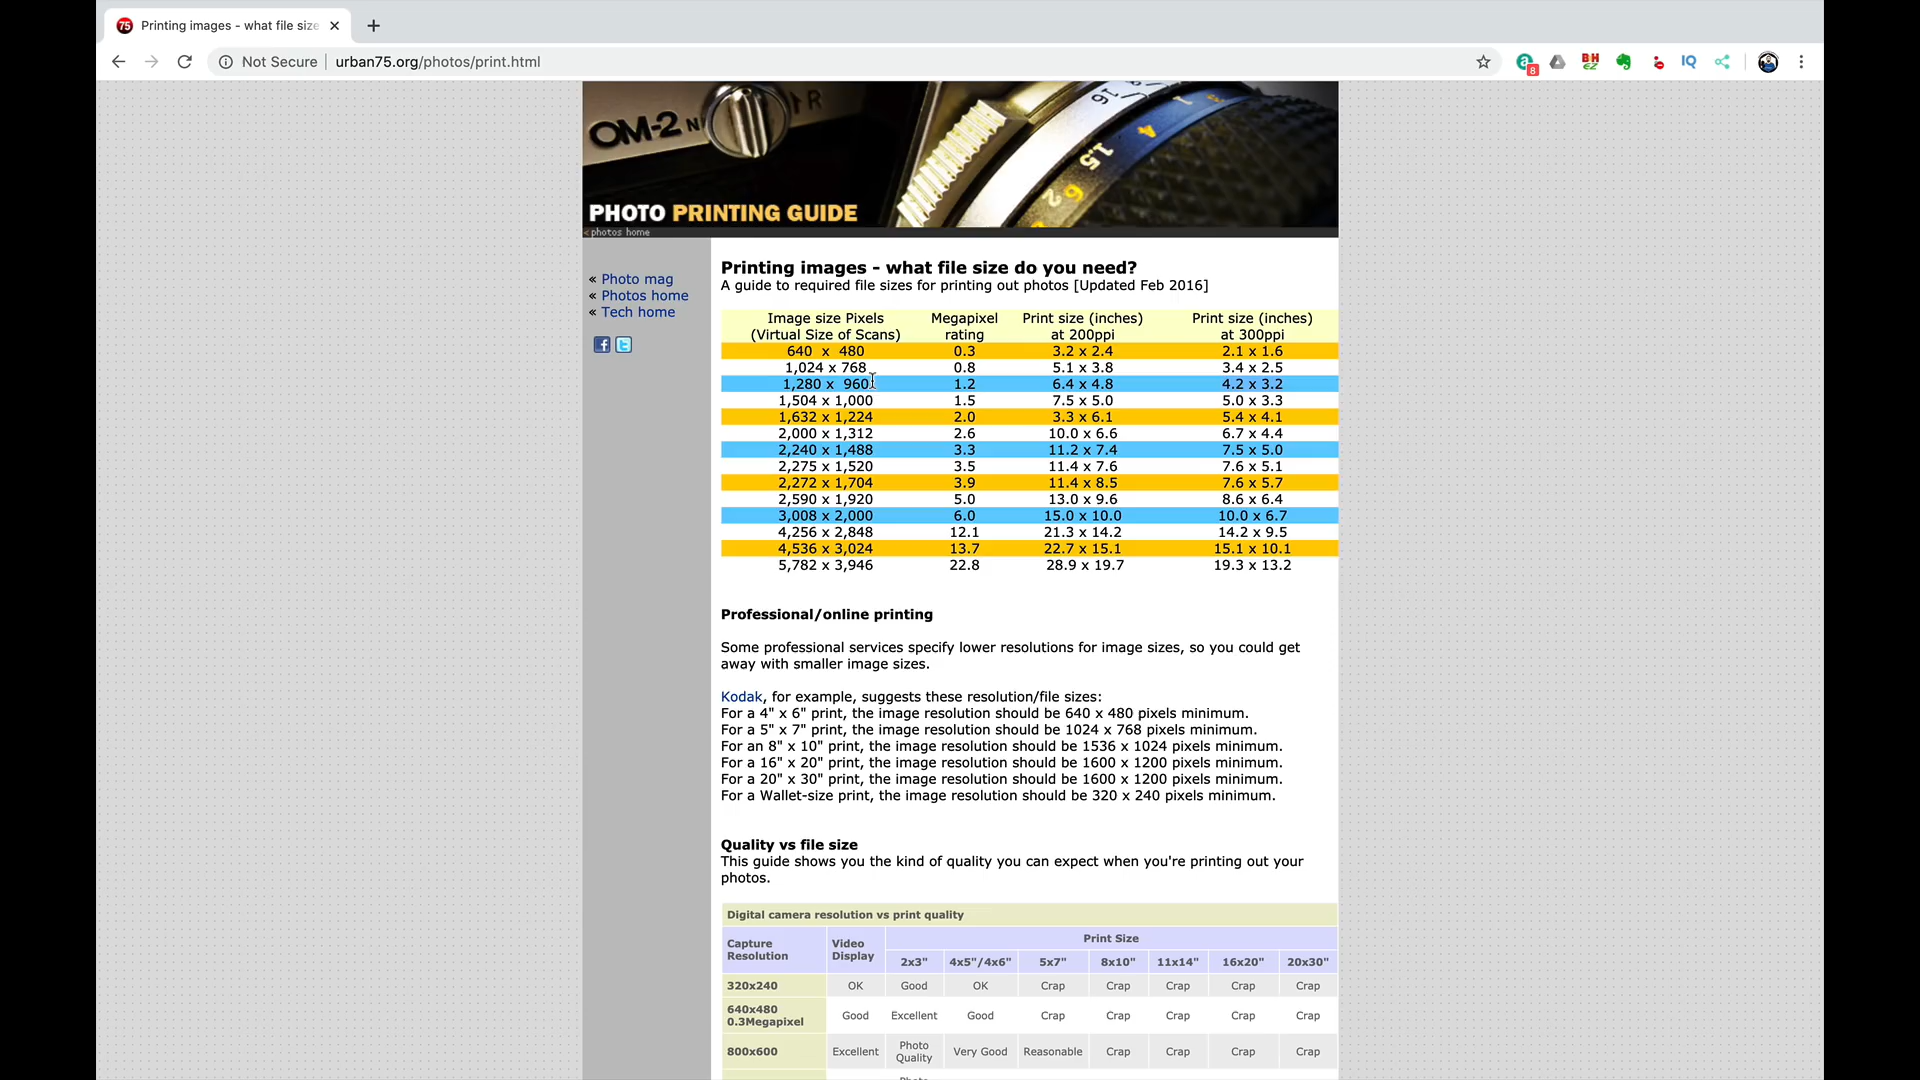 75 Printing images - what file size
Not Secure urban75.org/photos/print.html
8 BH EZ IQ
OM-2 N R 16 1 4 1.5 6 2
PHOTO PRINTING GUIDE
< photos home
« Photo mag
« Photos home
« Tech home
Printing images - what file size do you need?
A guide to required file sizes for printing out photos [Updated Feb 2016]
Image size Pixels Megapixel Print size (inches) Print size (inches)
(Virtual Size of Scans) rating at 200ppi at 300ppi
640 x 480 0.3 3.2 x 2.4 2.1 x 1.6
1,024 x 768 0.8 5.1 x 3.8 3.4 x 2.5
1,280 x 960 1.2 6.4 x 4.8 4.2 x 3.2
1,504 x 1,000 1.5 7.5 x 5.0 5.0 x 3.3
1,632 x 1,224 2.0 3.3 x 6.1 5.4 x 4.1
2,000 x 1,312 2.6 10.0 x 6.6 6.7 x 4.4
2,240 x 1,488 3.3 11.2 x 7.4 7.5 x 5.0
2,275 x 1,520 3.5 11.4 x 7.6 7.6 x 5.1
2,272 x 1,704 3.9 11.4 x 8.5 7.6 x 5.7
2,590 x 1,920 5.0 13.0 x 9.6 8.6 x 6.4
3,008 x 2,000 6.0 15.0 x 10.0 10.0 x 6.7
4,256 x 2,848 12.1 21.3 x 14.2 14.2 x 9.5
4,536 x 3,024 13.7 22.7 x 15.1 15.1 x 10.1
5,782 x 3,946 22.8 28.9 x 19.7 19.3 x 13.2
Professional/online printing
Some professional services specify lower resolutions for image sizes, so you could get
away with smaller image sizes.
Kodak, for example, suggests these resolution/file sizes:
For a 4" x 6" print, the image resolution should be 640 x 480 pixels minimum.
For a 5" x 7" print, the image resolution should be 1024 x 768 pixels minimum.
For an 8" x 10" print, the image resolution should be 1536 x 1024 pixels minimum.
For a 16" x 20" print, the image resolution should be 1600 x 1200 pixels minimum.
For a 20" x 30" print, the image resolution should be 1600 x 1200 pixels minimum.
For a Wallet-size print, the image resolution should be 320 x 240 pixels minimum.
Quality vs file size
This guide shows you the kind of quality you can expect when you're printing out your
photos.
Digital camera resolution vs print quality
Capture Resolution Video Display Print Size
2x3" 4x5"/4x6" 5x7" 8x10" 11x14" 16x20" 20x30"
320x240 OK Good OK Crap Crap Crap Crap Crap
640x480
0.3Megapixel Good Excellent Good Crap Crap Crap Crap Crap
800x600 Excellent Photo Quality Very Good Reasonable Crap Crap Crap Crap